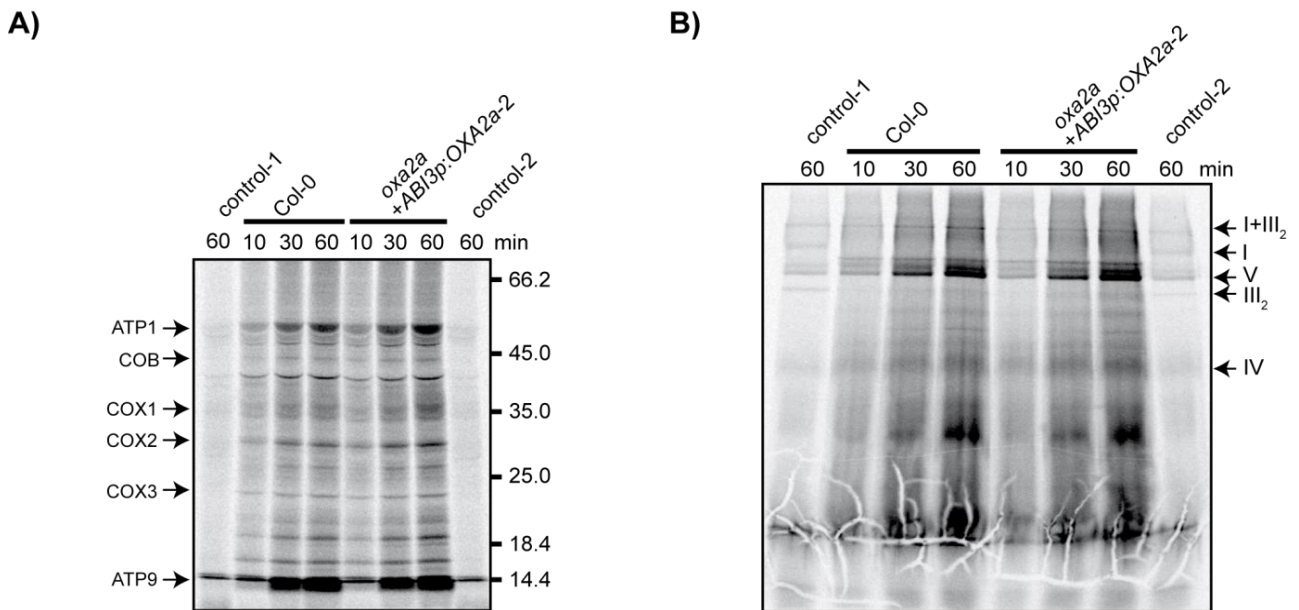 A)
control-1
Col-0
oxa2a
+ABI3p:OXA2a-2
control-2
60 10 30 60 10 30 60 60 min
66.2
ATP1
45.0
COB
COX1
35.0
COX2
25.0
COX3
18.4
ATP9
14.4
B)
control-1
Col-0
oxa2a
+ABI3p:OXA2a-2
control-2
60 10 30 60 10 30 60 60 min
I+III2
I
V
III2
IV